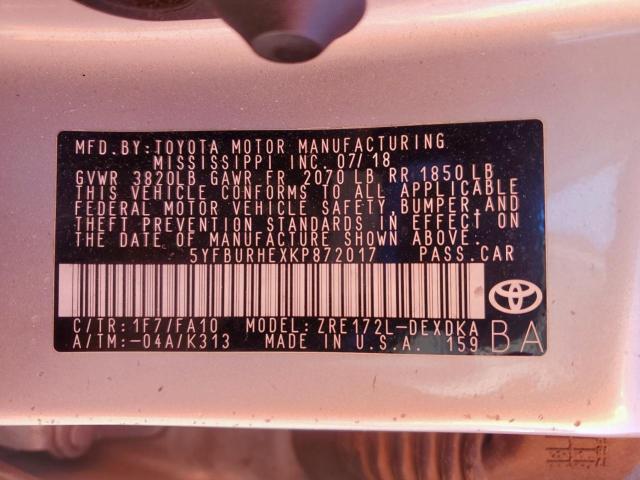 MFD. BY: TOYOTA MOTOR MANUFACTURING
MISSISSIPPI INC. 07/18
GVWR 3820LB GAWR FR 2070 LB RR 1850 LB
THIS VEHICLE CONFORMS TO ALL APPLICABLE
FEDERAL MOTOR VEHICLE SAFETY, BUMPER, AND
THEFT PREVENTION STANDARDS IN EFFECT ON
THE DATE OF MANUFACTURE SHOWN ABOVE.
5YFBURHEXKP872017 PASS. CAR
C/TR: 1F7/FA10 MODEL: ZRE172L-DEXDKA
A/TM: -04A/K313 MADE IN U.S.A. 159 BA